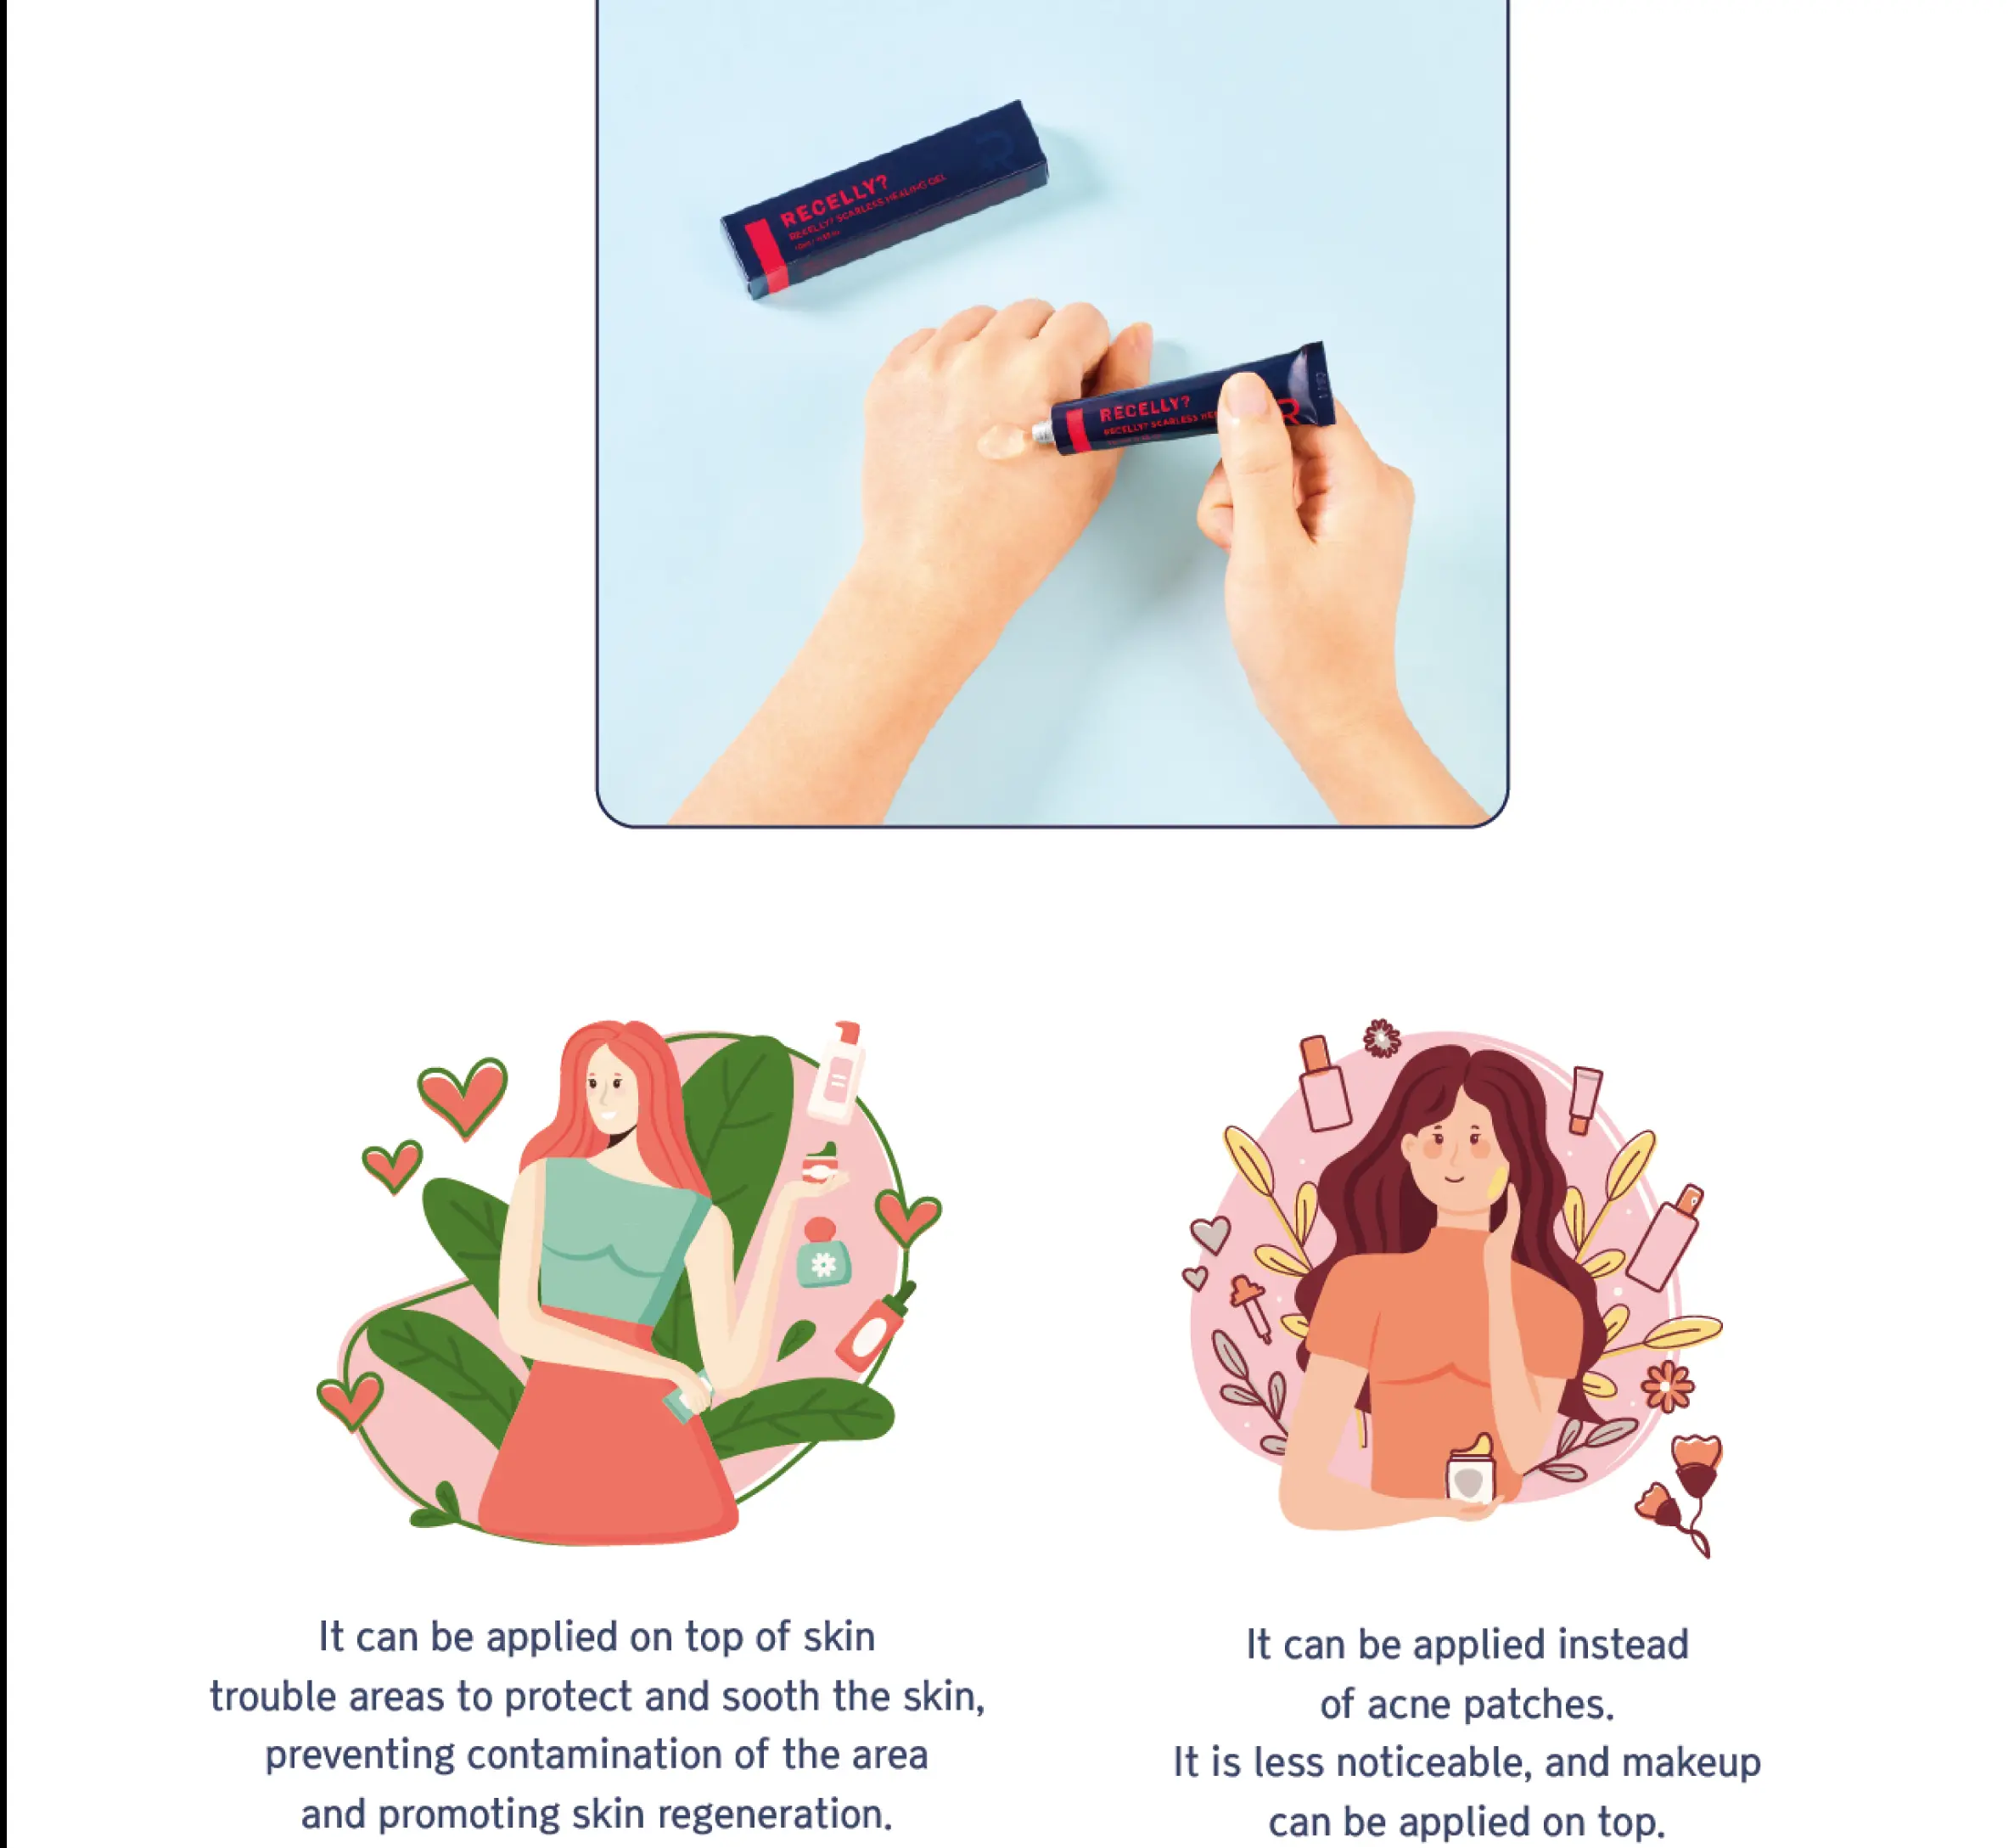 RECELLY?
RECELLY? SCARLESS HEALING GEL
RECELLY?
RECELLY? SCARLESS
It can be applied on top of skin
trouble areas to protect and sooth the skin,
preventing contamination of the area
and promoting skin regeneration.
It can be applied instead
of acne patches.
It is less noticeable, and makeup
can be applied on top.